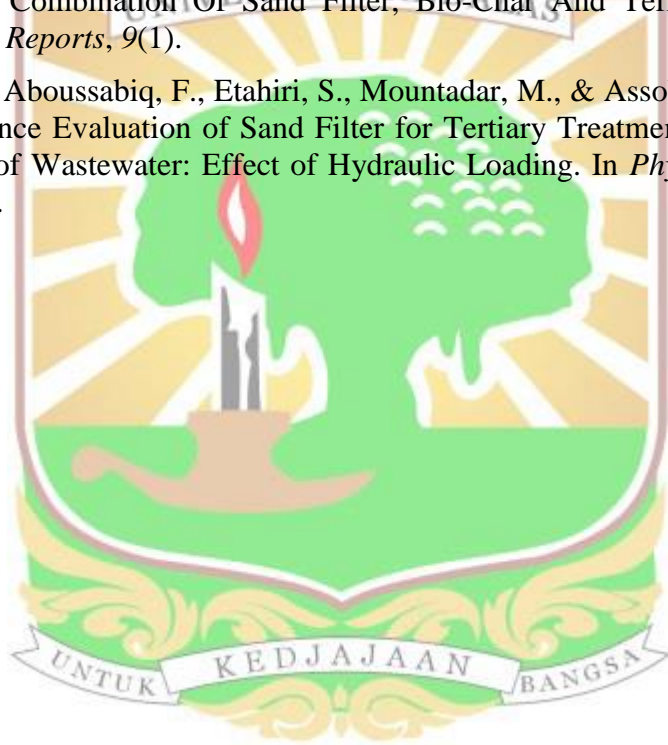 Combination Of Sand Filter, Bio-Char And
Reports, 9(1).
Aboussabiq, F., Etahiri, S., Mountadar, M., & Asso
nce Evaluation of Sand Filter for Tertiary Treatmen
of Wastewater: Effect of Hydraulic Loading. In Phy
UNTUK KEDJAJAAN BANGSA